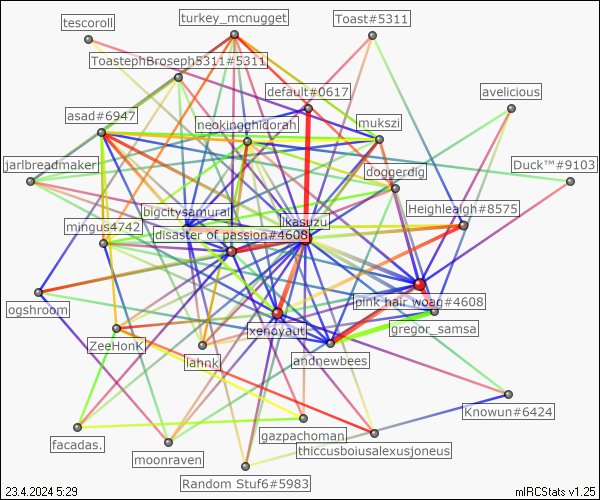 tescoroll
turkey_mcnugget
Toast#5311
ToastephBroseph5311#5311
default#0617
avelicious
asad#6947
neokingghidorah
mukszi
jarlbreadmaker
doggerdig
Duck™#9103
bigcitysamurai
ikasuzu
Heighleaigh#8575
mingus4742
disaster of passion#4608
ogshroom
pink hair woag#4608
xenoyaut
gregor_samsa
ZeeHonk
lahnk
andnewbees
Knowun#6424
facadas.
gazpachoman
thiccusboiusalexusjoneus
moonraven
Random Stuf6#5983
23.4.2024 5:29
mIRCStats v1.25